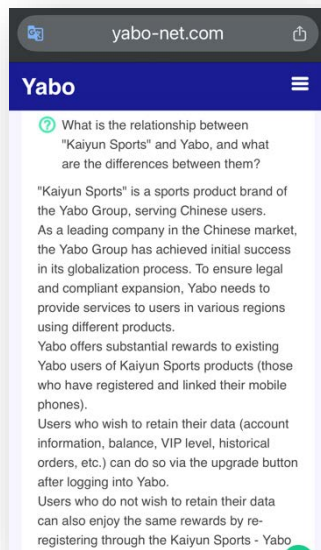 yabo-net.com
Yabo
What is the relationship between
"Kaiyun Sports" and Yabo, and what
are the differences between them?
"Kaiyun Sports" is a sports product brand of
the Yabo Group, serving Chinese users.
As a leading company in the Chinese market,
the Yabo Group has achieved initial success
in its globalization process. To ensure legal
and compliant expansion, Yabo needs to
provide services to users in various regions
using different products.
Yabo offers substantial rewards to existing
Yabo users of Kaiyun Sports products (those
who have registered and linked their mobile
phones).
Users who wish to retain their data (account
information, balance, VIP level, historical
orders, etc.) can do so via the upgrade button
after logging into Yabo.
Users who do not wish to retain their data
can also enjoy the same rewards by re-
registering through the Kaiyun Sports - Yabo